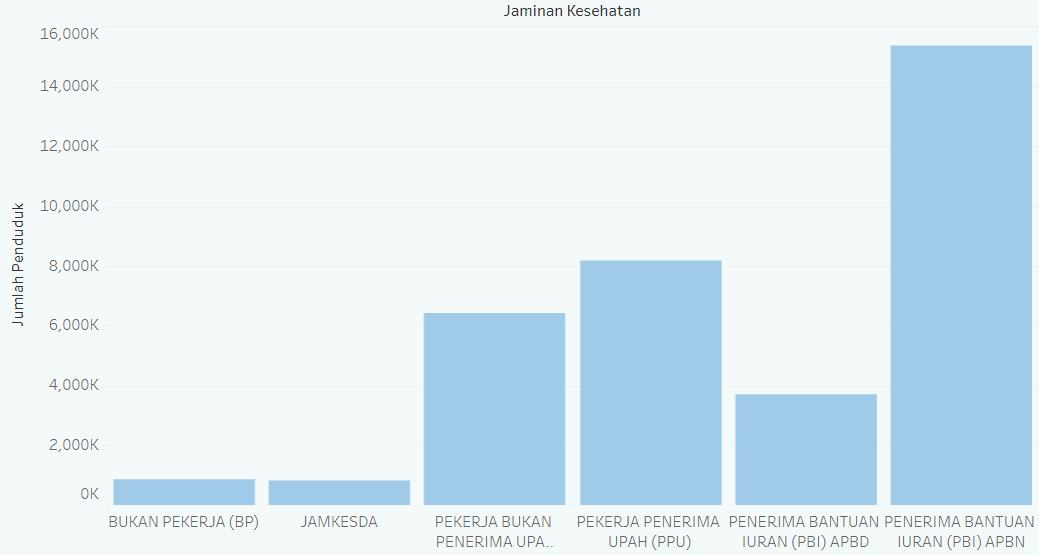 Jaminan Kesehatan
16,000K
14,000K
12,000K
10,000K
8,000K
6,000K
4,000K
2,000K
0K
Jumlah Penduduk
BUKAN PEKERJA (BP)
JAMKESDA
PEKERJA BUKAN
PENERIMA UPA..
PEKERJA PENERIMA
UPAH (PPU)
PENERIMA BANTUAN
IURAN (PBI) APBD
PENERIMA BANTUAN
IURAN (PBI) APBN